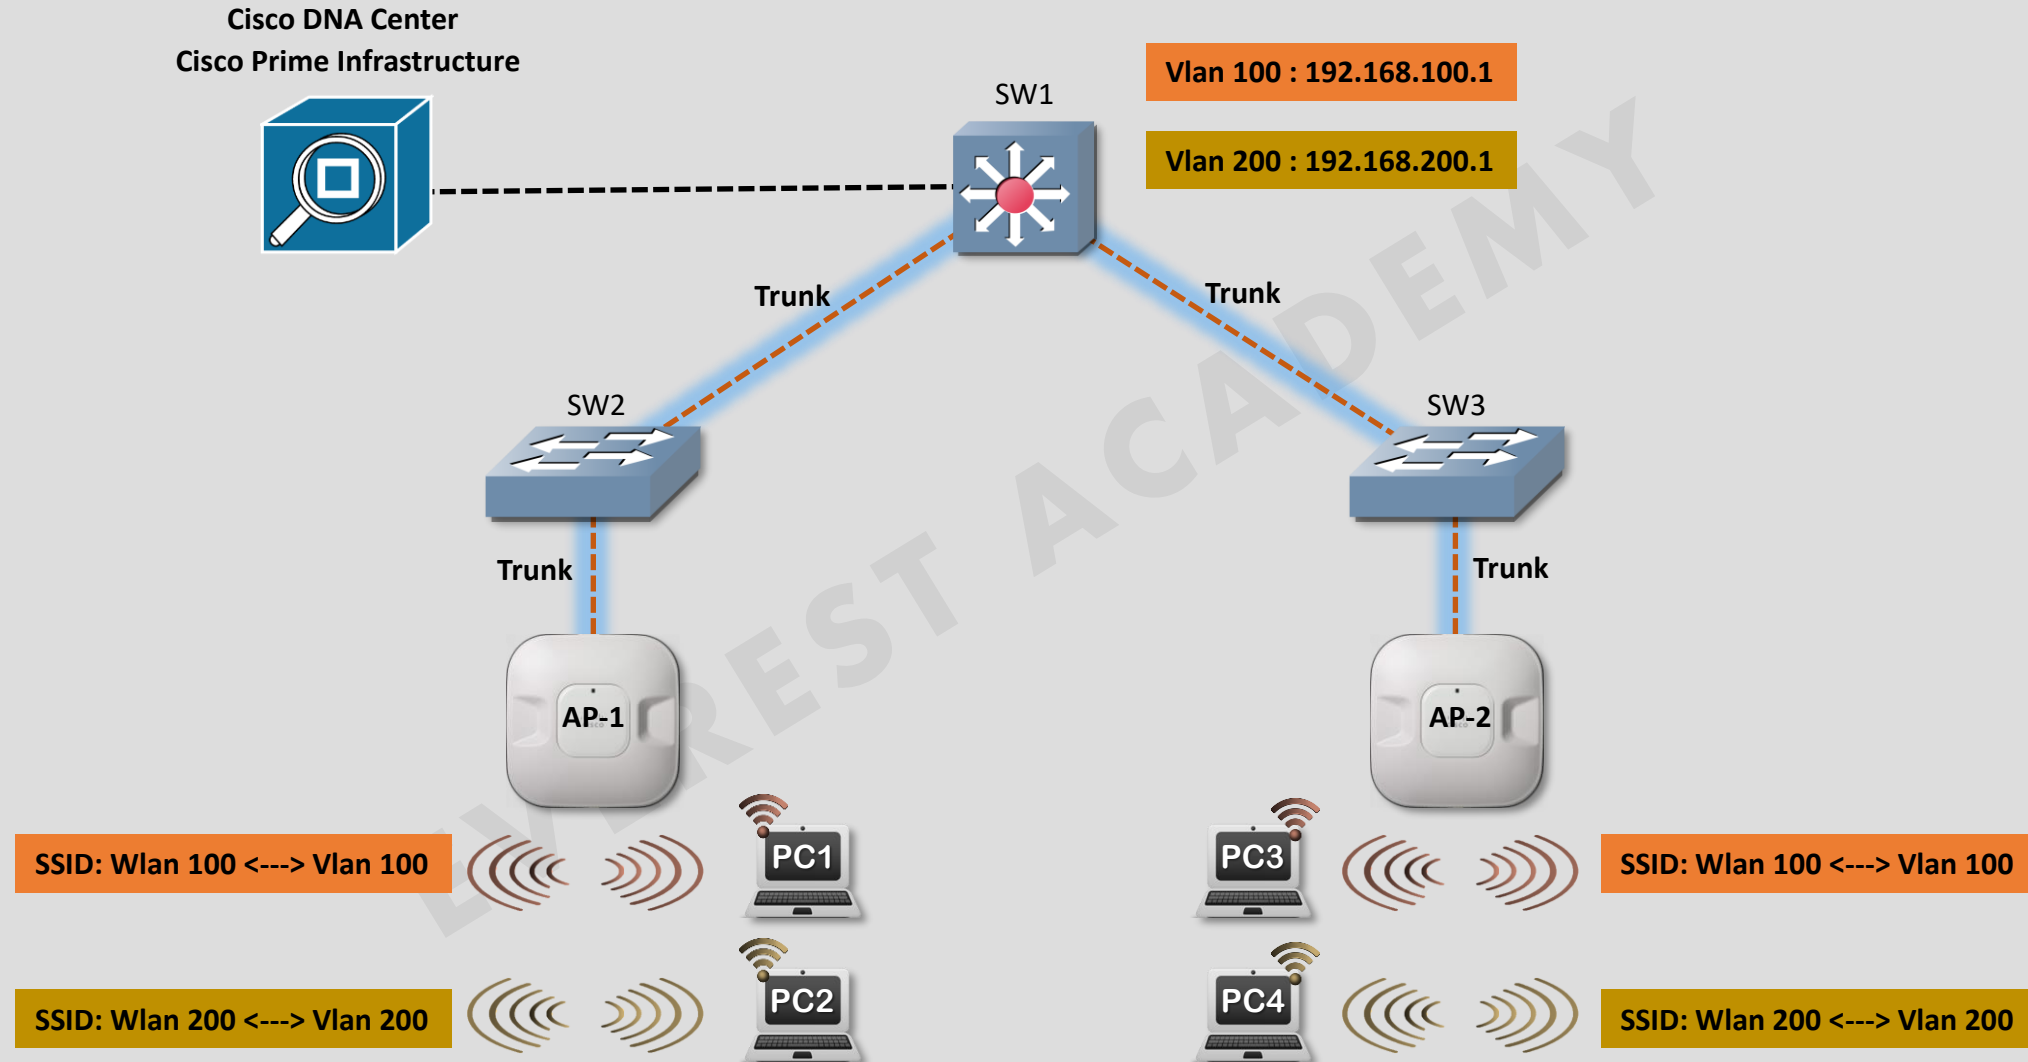 Cisco DNA Center
Cisco Prime Infrastructure
SW1
Vlan 100 : 192.168.100.1
Vlan 200 : 192.168.200.1
Trunk
Trunk
SW2
SW3
Trunk
Trunk
AP-1
AP-2
EVEREST ACADEMY
PC1
PC3
SSID: Wlan 100 <---> Vlan 100
SSID: Wlan 100 <---> Vlan 100
PC2
PC4
SSID: Wlan 200 <---> Vlan 200
SSID: Wlan 200 <---> Vlan 200